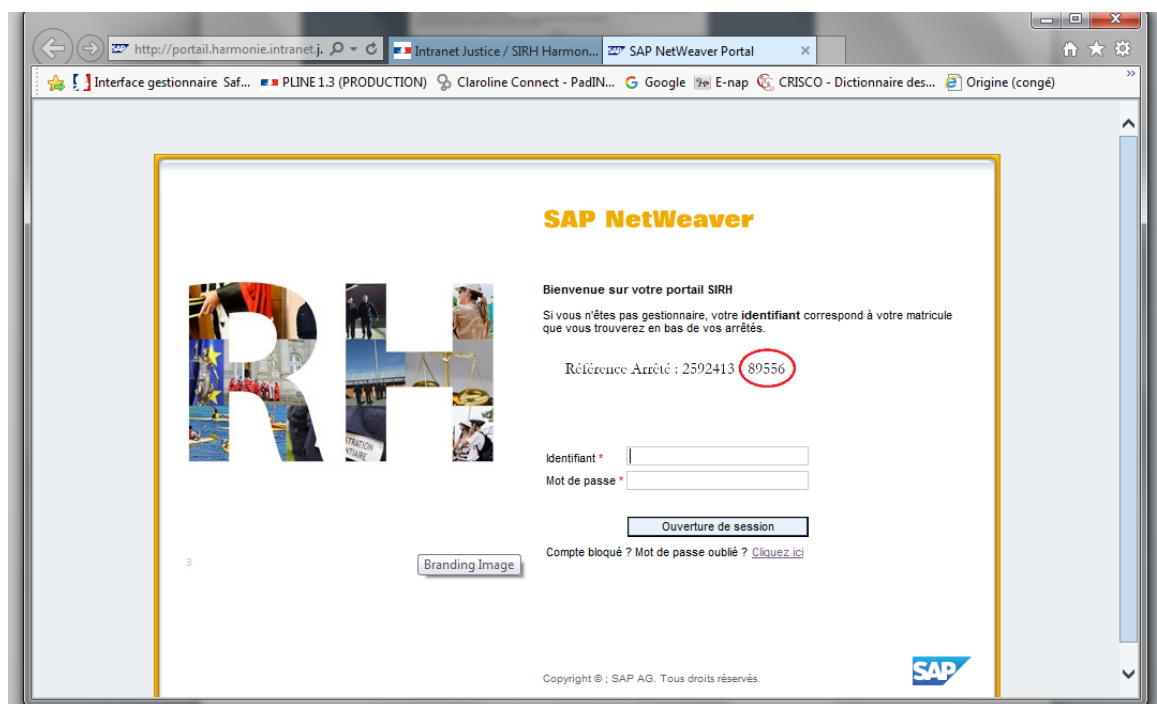 http://portail.harmonie.intranet.j.
Intranet Justice / SIRH Harmon...
SAP NetWeaver Portal
Interface gestionnaire Saf...
PLINE 1.3 (PRODUCTION)
Claroline Connect - PadIN...
Google
E-nap
CRISCO - Dictionnaire des...
Origine (congé)
SAP NetWeaver
Bienvenue sur votre portail SIRH
Si vous n'êtes pas gestionnaire, votre identifiant correspond à votre matricule
que vous trouverez en bas de vos arrêtés.
Référence Arrêté : 2592413 89556
Identifiant *
Mot de passe *
Ouverture de session
Compte bloqué ? Mot de passe oublié ? Cliquez ici
RH
3
Branding Image
Copyright © ; SAP AG. Tous droits réservés.
SAP